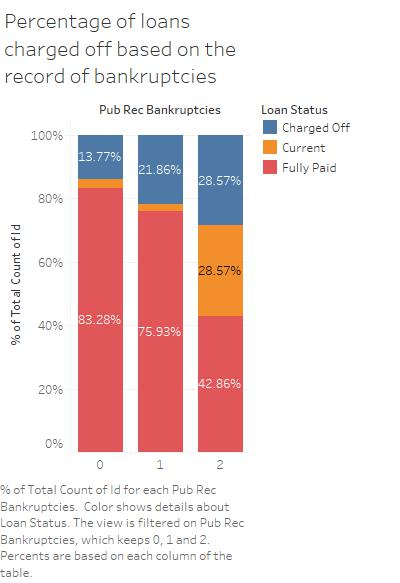 Percentage of loans
charged off based on the
record of bankruptcies
Pub Rec Bankruptcies
Loan Status
Charged Off
Current
Fully Paid
% of Total Count of Id
100%
80%
60%
40%
20%
0%
13.77%
83.28%
21.86%
75.93%
28.57%
28.57%
42.86%
0
1
2
% of Total Count of Id for each Pub Rec
Bankruptcies.  Color shows details about
Loan Status. The view is filtered on Pub Rec
Bankruptcies, which keeps 0, 1 and 2.
Percents are based on each column of the
table.